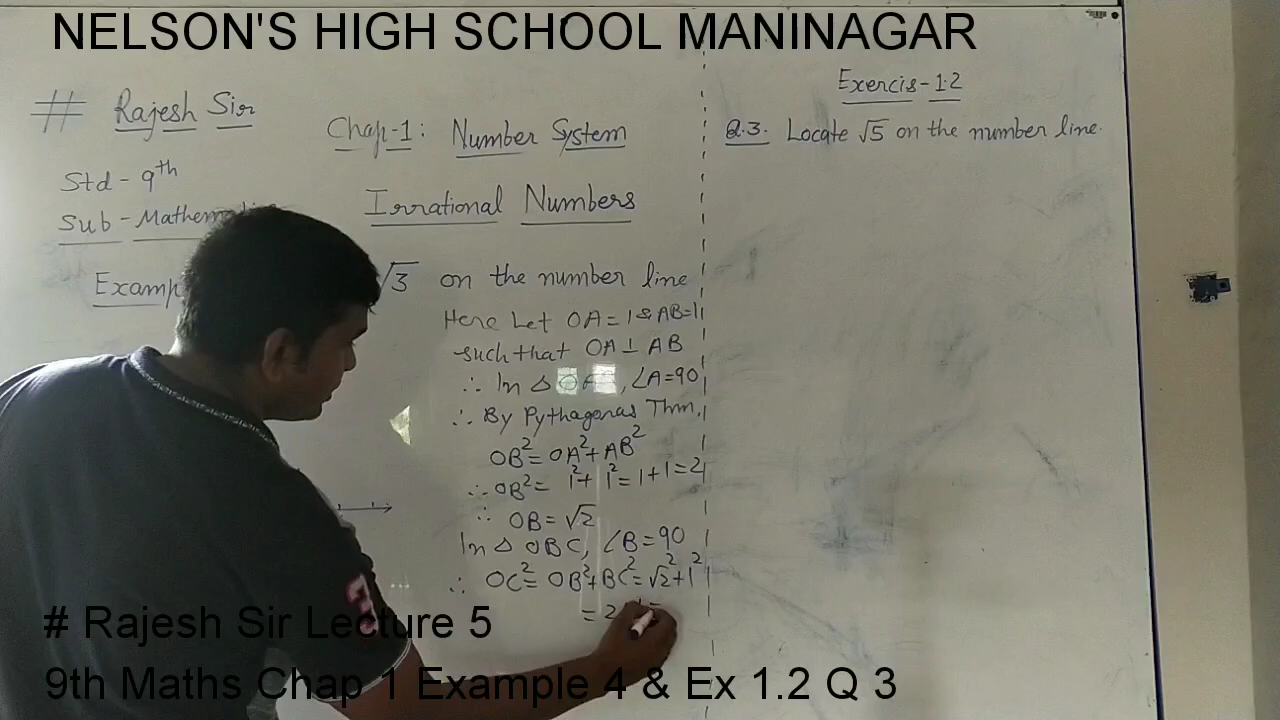 NELSON'S HIGH SCHOOL MANINAGAR
# Rajesh Sir
Std - 9th
Sub - Mathema
Chap-1: Number System
Irrational Numbers
Examp
√3 on the number line
Here Let OA = 1 & AB = 1
such that OA ⊥ AB
∴ In △ OA , ∠A = 90
∴ By Pythagoras Thm,
OB² = OA² + AB²
∴ OB² = 1² + 1² = 1 + 1 = 2
∴ OB = √2
In △ OBC, ∠B = 90
∴ OC² = OB² + BC² = √2² + 1²
= 2
Exercis - 1.2
Q.3. Locate √5 on the number line.
# Rajesh Sir Lecture 5
9th Maths Chap 1 Example 4 & Ex 1.2 Q 3